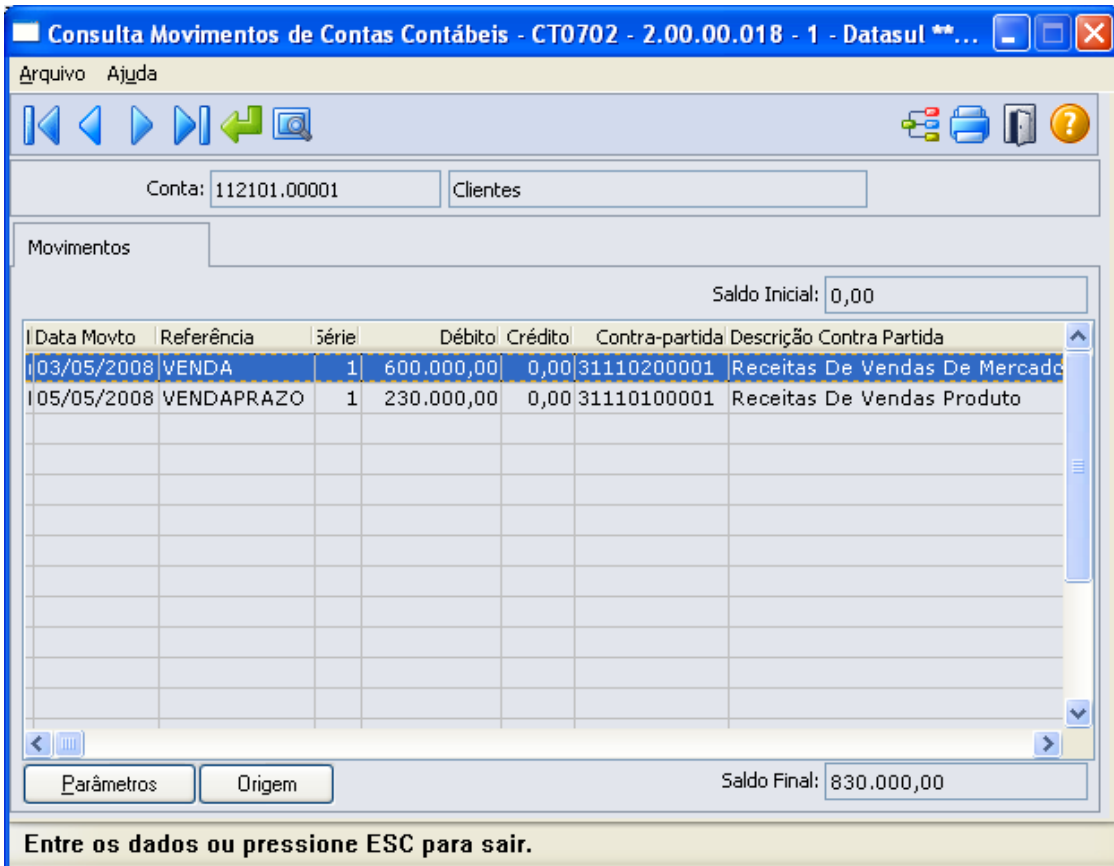 Consulta Movimentos de Contas Contábeis - CT0702 - 2.00.00.018 - 1 - Datasul **...
Arquivo Ajuda
Conta: 112101.00001 Clientes
Movimentos
Saldo Inicial: 0,00
Data Movto Referência Série Débito Crédito Contra-partida Descrição Contra Partida
03/05/2008 VENDA 1 600.000,00 0,00 31110200001 Receitas De Vendas De Mercado
05/05/2008 VENDAPRAZO 1 230.000,00 0,00 31110100001 Receitas De Vendas Produto
Parâmetros Origem Saldo Final: 830.000,00
Entre os dados ou pressione ESC para sair.